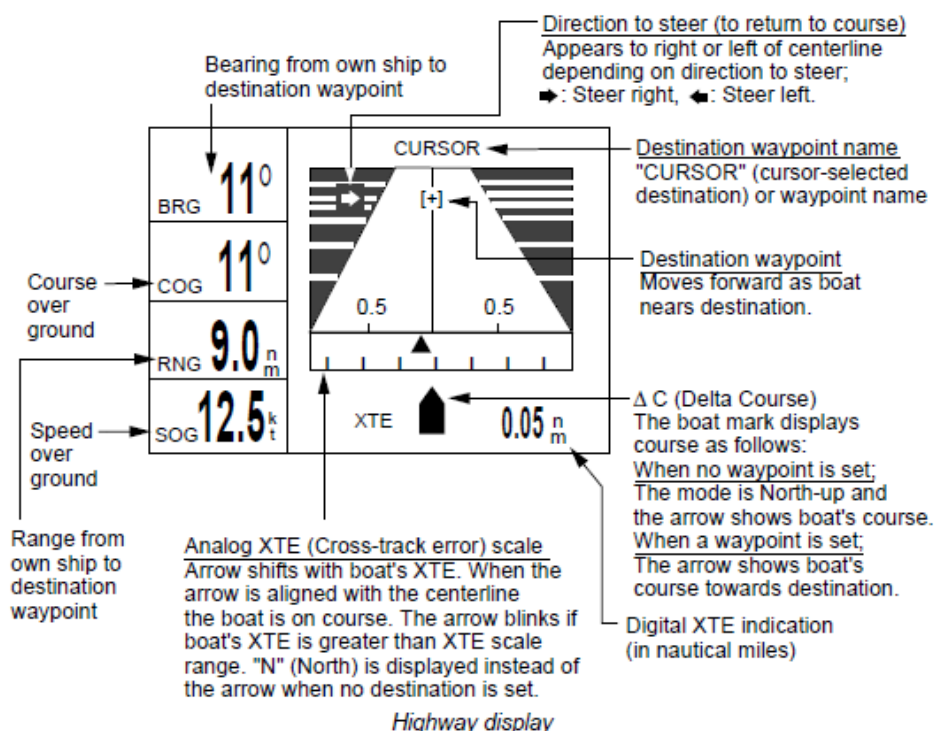 Direction to steer (to return to course)
Appears to right or left of centerline
depending on direction to steer;
➡: Steer right, ⬅: Steer left.
Bearing from own ship to
destination waypoint
CURSOR
Destination waypoint name
"CURSOR" (cursor-selected
destination) or waypoint name
BRG 11°
[+]
Destination waypoint
Moves forward as boat
nears destination.
Course
over
ground
COG 11°
0.5 0.5
RNG 9.0 nm
Speed
over
ground
SOG 12.5 kt
XTE 0.05 nm
Δ C (Delta Course)
The boat mark displays
course as follows:
When no waypoint is set;
The mode is North-up and
the arrow shows boat's course.
When a waypoint is set;
The arrow shows boat's
course towards destination.
Range from
own ship to
destination
waypoint
Analog XTE (Cross-track error) scale
Arrow shifts with boat's XTE. When the
arrow is aligned with the centerline
the boat is on course. The arrow blinks if
boat's XTE is greater than XTE scale
range. "N" (North) is displayed instead of
the arrow when no destination is set.
Digital XTE indication
(in nautical miles)
Highway display